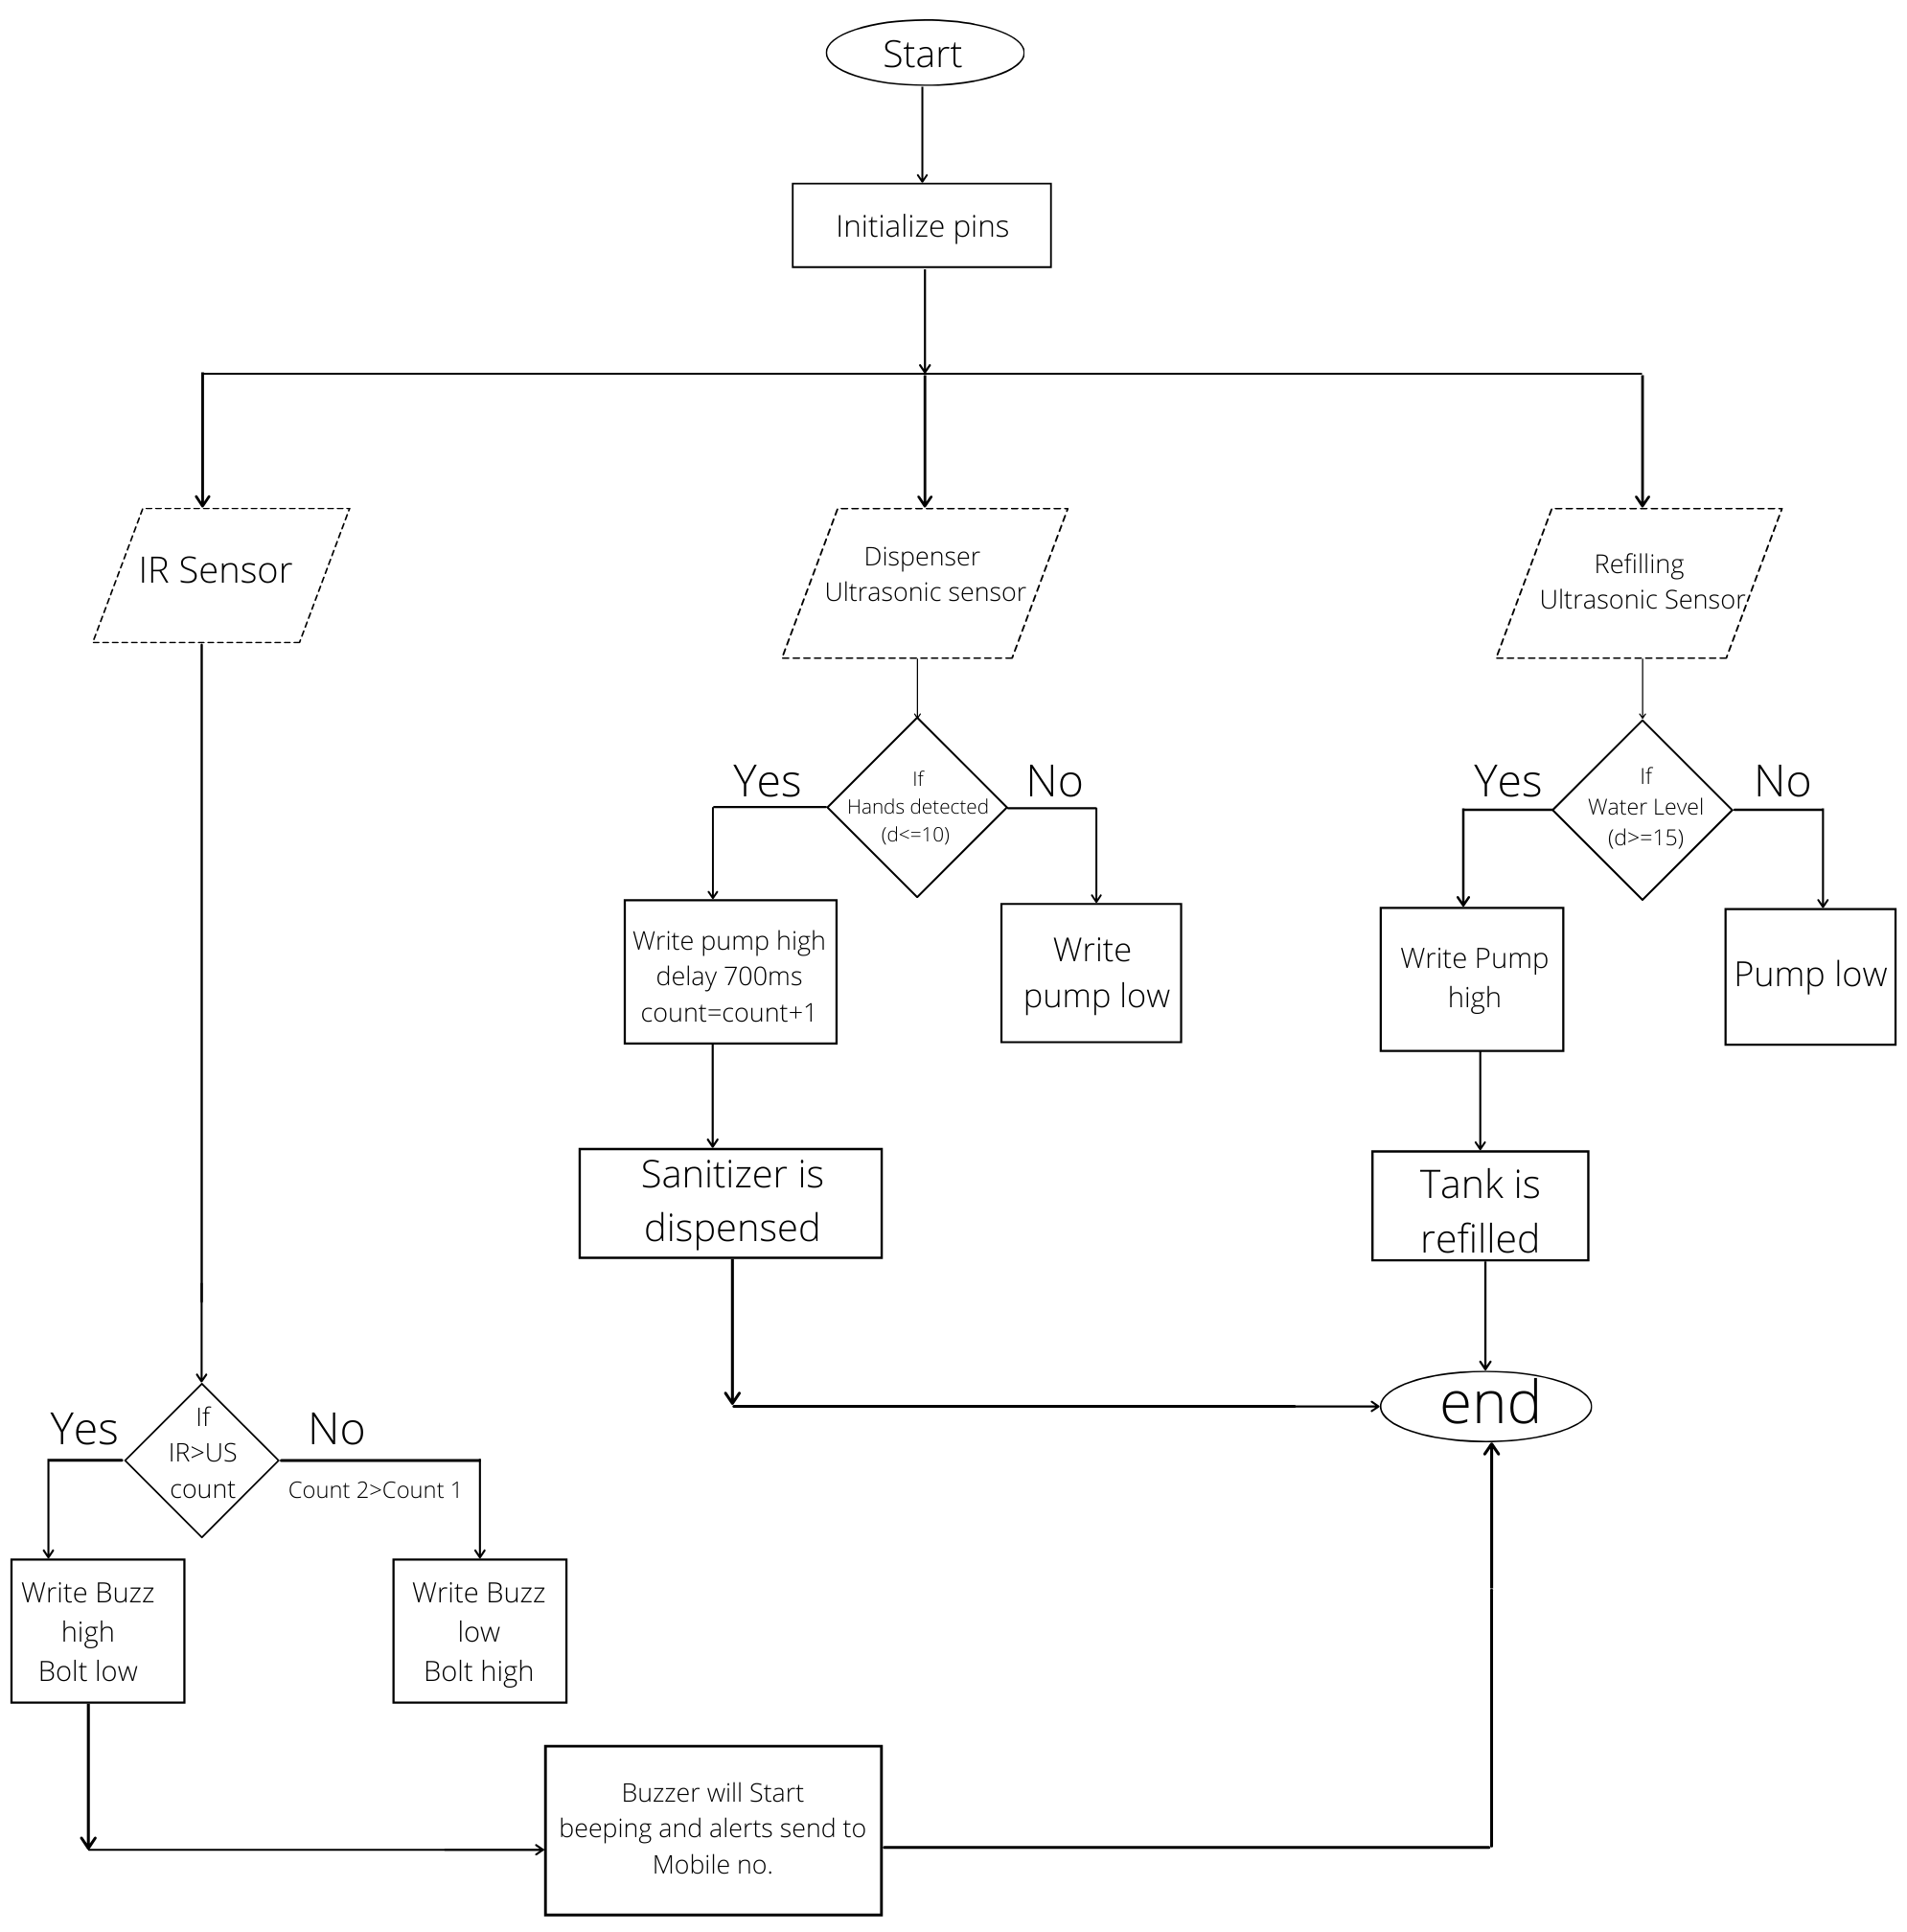 Start
Initialize pins
IR Sensor
Dispenser
Ultrasonic sensor
Refilling
Ultrasonic Sensor
Yes
If
Hands detected
(d<=10)
No
Yes
If
Water Level
(d>=15)
No
Write pump high
delay 700ms
count=count+1
Write
pump low
Write Pump
high
Pump low
Sanitizer is
dispensed
Tank is
refilled
end
Yes
If
IR>US
count
No
Count 2>Count 1
Write Buzz
high
Bolt low
Write Buzz
low
Bolt high
Buzzer will Start
beeping and alerts send to
Mobile no.